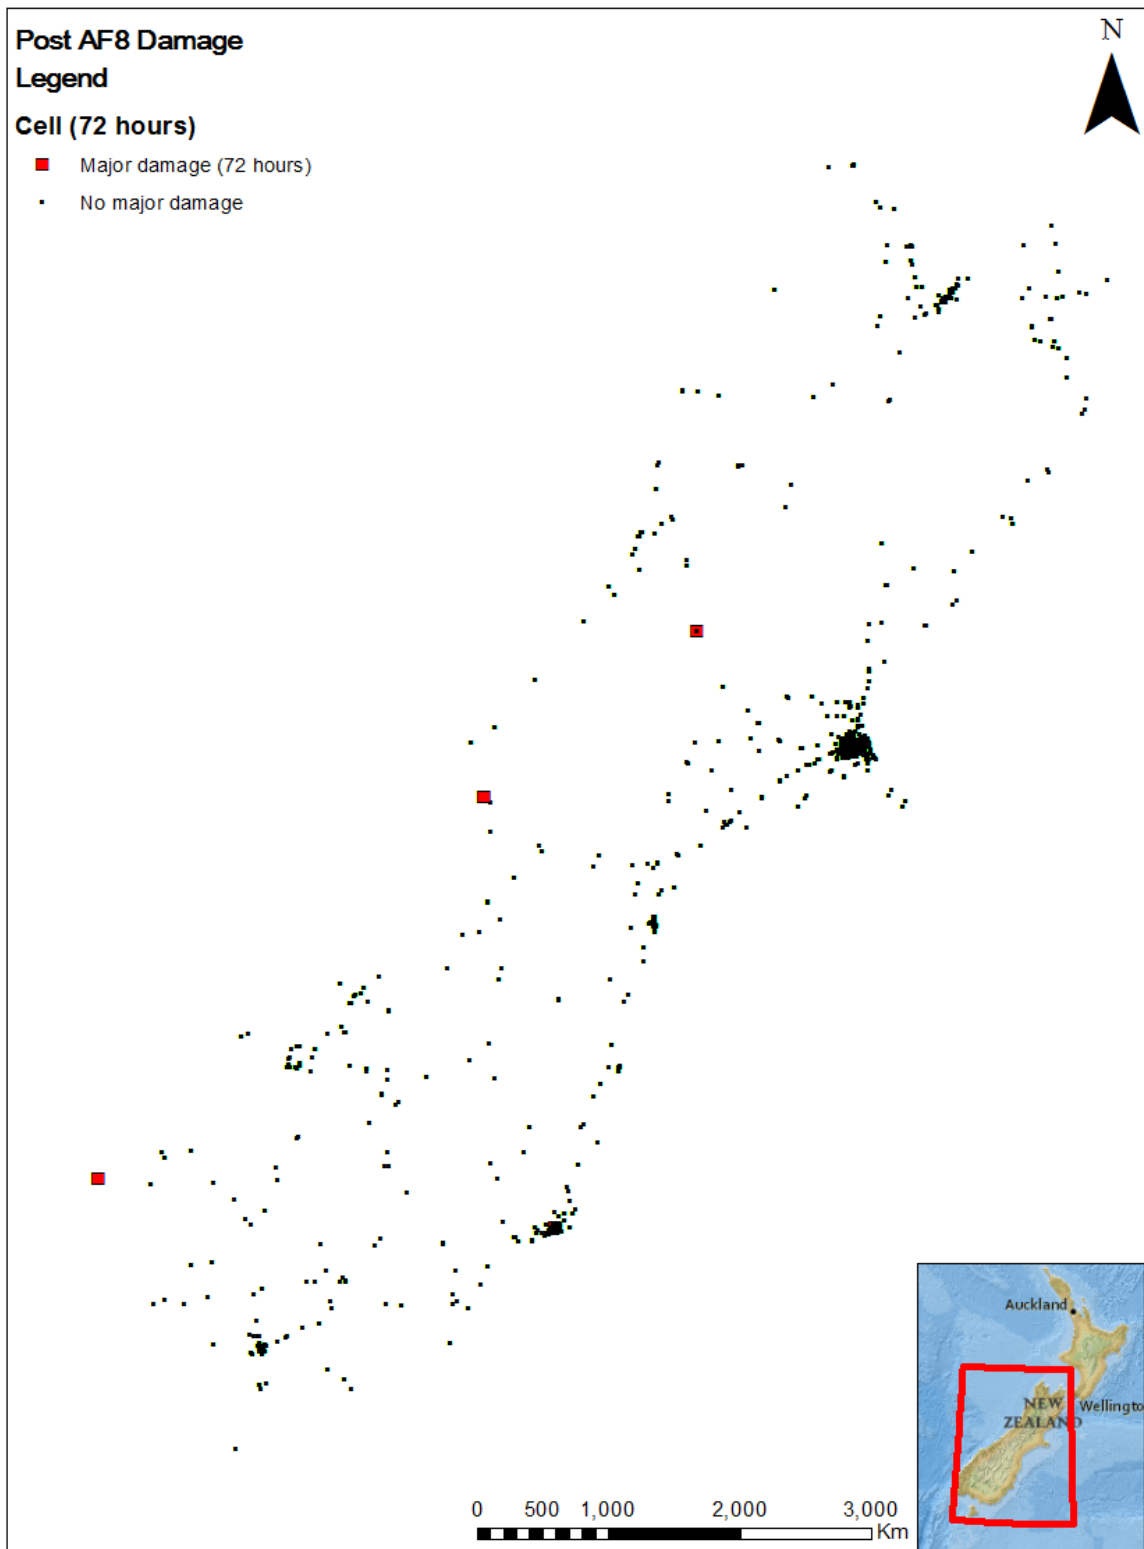 Post AF8 Damage
Legend
Cell (72 hours)
Major damage (72 hours)
No major damage
N
Auckland
NEW
ZEALAND
Wellingto
0 500 1,000 2,000 3,000
Km